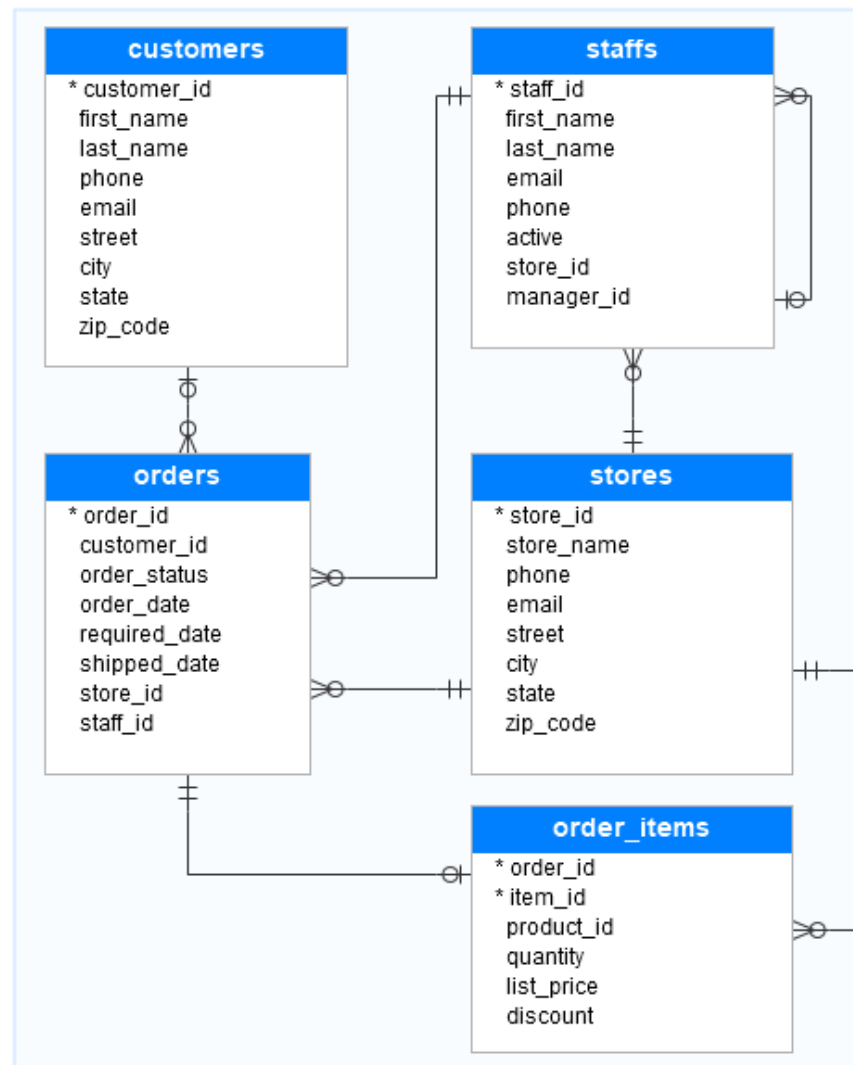 customers
* customer_id
first_name
last_name
phone
email
street
city
state
zip_code
staffs
* staff_id
first_name
last_name
email
phone
active
store_id
manager_id
orders
* order_id
customer_id
order_status
order_date
required_date
shipped_date
store_id
staff_id
stores
* store_id
store_name
phone
email
street
city
state
zip_code
order_items
* order_id
* item_id
product_id
quantity
list_price
discount